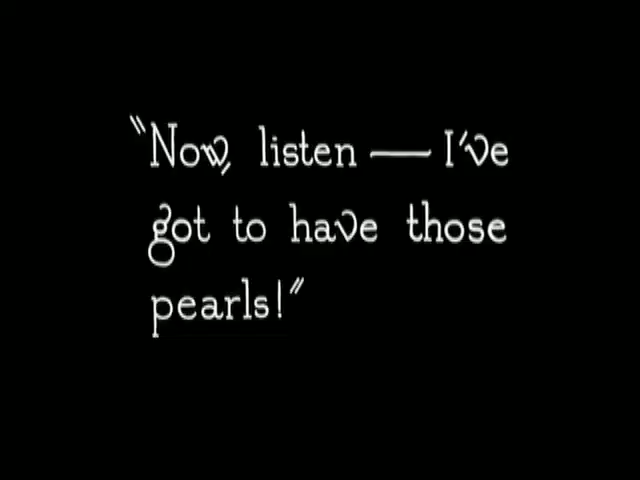 "Now, listen — I've
got to have those
pearls!"